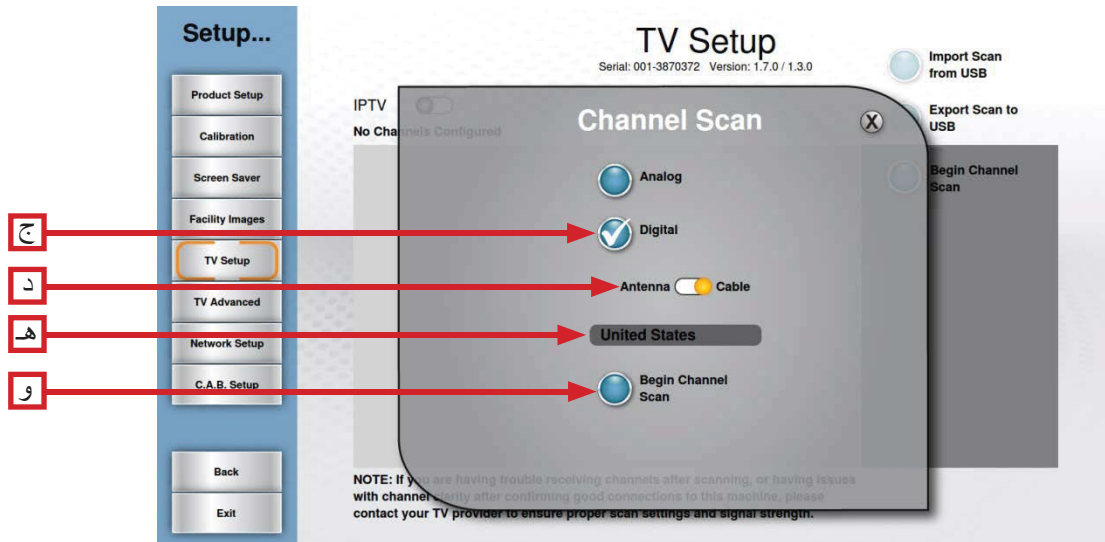 Setup...
Product Setup
Calibration
Screen Saver
Facility Images
TV Setup
TV Advanced
Network Setup
C.A.B. Setup
Back
Exit
ج
د
هـ
و
TV Setup
Serial: 001-3870372 Version: 1.7.0 / 1.3.0
IPTV
No Channels Configured
Import Scan
from USB
Export Scan to
USB
Begin Channel
Scan
Channel Scan
X
Analog
Digital
Antenna Cable
United States
Begin Channel
Scan
NOTE: If you are having trouble receiving channels after scanning, or having issues
with channel clarity after confirming good connections to this machine, please
contact your TV provider to ensure proper scan settings and signal strength.